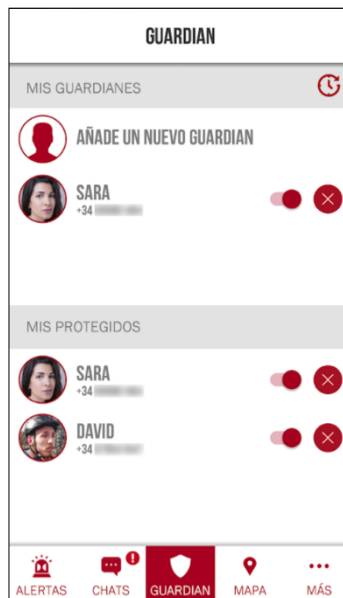 GUARDIAN
MIS GUARDIANES
AÑADE UN NUEVO GUARDIAN
SARA
+34
MIS PROTEGIDOS
SARA
+34
DAVID
+34
ALERTAS CHATS GUARDIAN MAPA MÁS